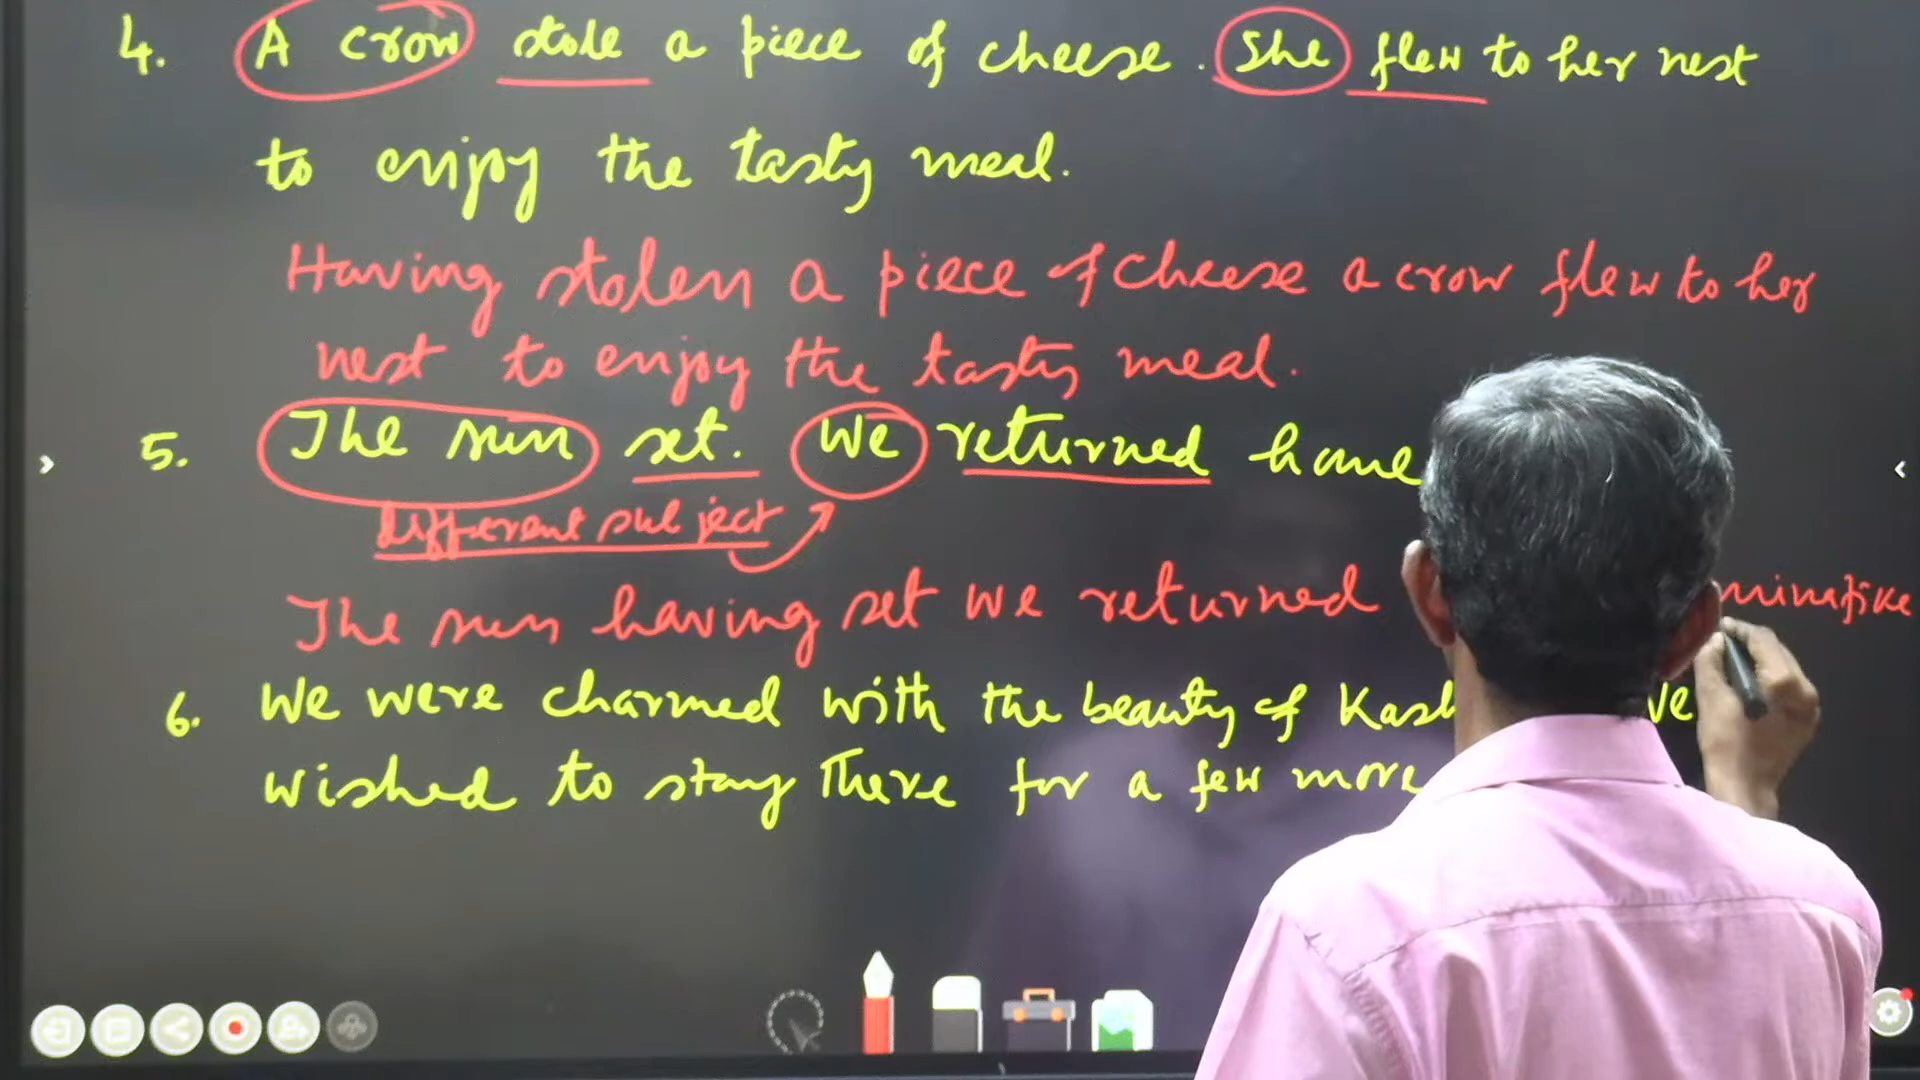 4. A crow stole a piece of cheese. She flew to her nest
to enjoy the tasty meal.
Having stolen a piece of cheese a crow flew to her
nest to enjoy the tasty meal.
5. The sun set. We returned home
different subject
The sun having set we returned
6. We were charmed with the beauty of
wished to stay there for a few more